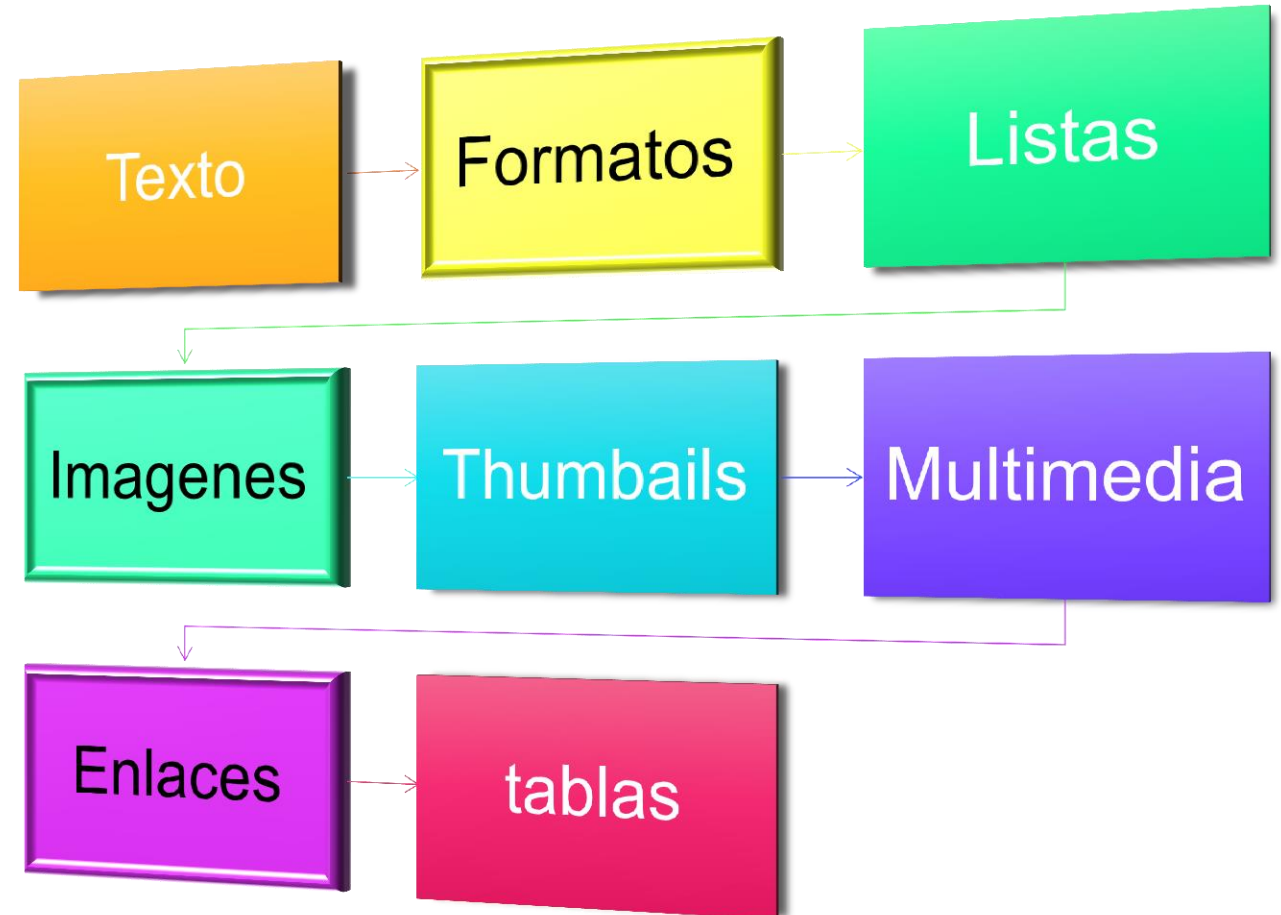 Texto
Formatos
Listas
Imagenes
Thumbails
Multimedia
Enlaces
tablas